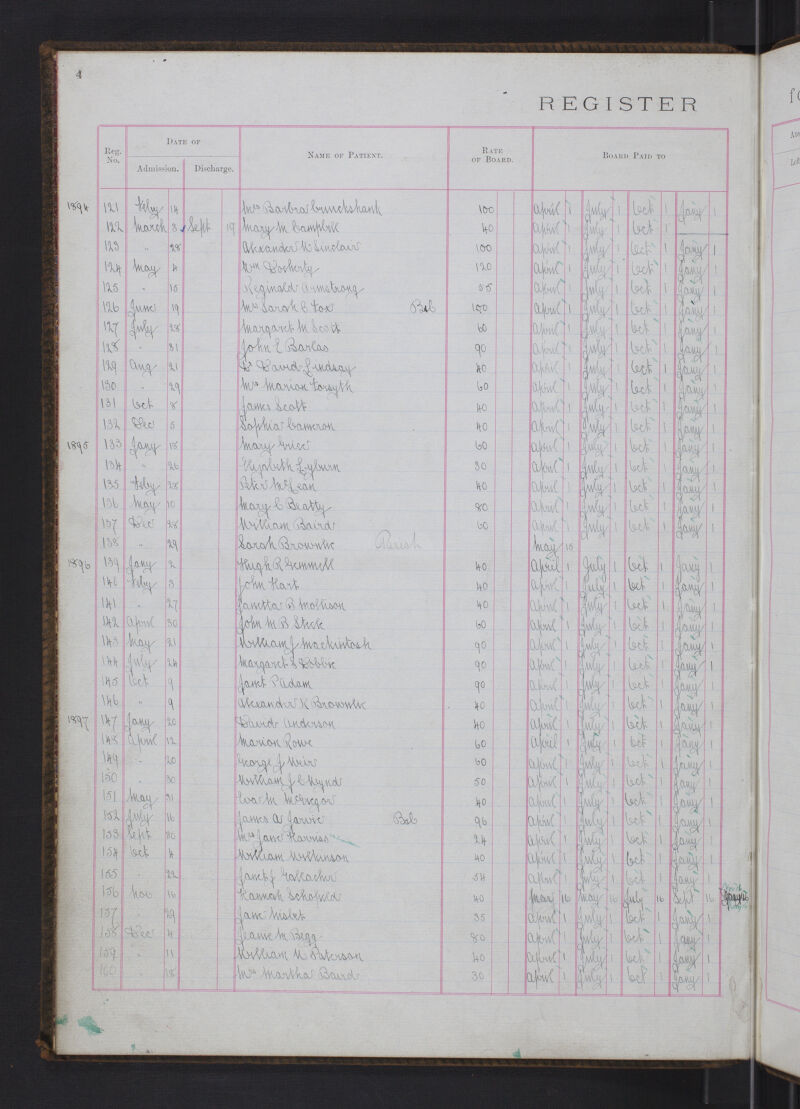 4
REGISTER
Reg. No. Date of Admission. Discharge. Name of Patient. Rate of Board. Board Paid to
1894 121 Feby 14 Mrs Barbra Cruickshank 100 April 1 July 1 Oct 1 Jany 1
122 March 3 Sept 19 Mary M. Campbell 40 April 1 July 1 Oct 1
123 " 28 Alexander W Sinclair 100 April 1 July 1 Oct 1 Jany 1
124 May 4 Wm Docherty 120 April 1 July 1 Oct 1 Jany 1
125 " 15 Reginald Armstrong 55 April 1 July 1 Oct 1 Jany 1
126 June 19 Mrs Sarah C Fox Bob 150 April 1 July 1 Oct 1 Jany 1
127 July 28 Margaret M Scott 60 April 1 July 1 Oct 1 Jany 1
128 31 John E Barlas 90 April 1 July 1 Oct 1 Jany 1
129 Aug 21 David Lindsay 40 April 1 July 1 Oct 1 Jany 1
130 " 29 Mrs Marion Forsyth 60 April 1 July 1 Oct 1 Jany 1
131 Oct 8 James Scott 40 April 1 July 1 Oct 1 Jany 1
132 Dec 5 Sophia Cameron 40 April 1 July 1 Oct 1 Jany 1
1895 133 Jany 15 Mary Grier 60 April 1 July 1 Oct 1 Jany 1
134 " 26 Elizabeth Lyburn 30 April 1 July 1 Oct 1 Jany 1
135 Feby 28 Peter McLean 40 April 1 July 1 Oct 1 Jany 1
136 May 10 Mary C Beatty 80 April 1 July 1 Oct 1 Jany 1
137 Dec 28 William Baird 60 April 1 July 1 Oct 1 Jany 1
138 " 29 Sarah Brownlie Parish May 15
1896 139 Jany 2 Hugh R Gemmell 40 April 1 July 1 Oct 1 Jany 1
140 Feby 3 John Hart 40 April 1 July 1 Oct 1 Jany 1
141 " 27 Janetta B Mollison 40 April 1 July 1 Oct 1 Jany 1
142 April 30 John M B 60 April 1 July 1 Oct 1 Jany 1
143 May 21 William J Mackintosh 90 April 1 July 1 Oct 1 Jany 1
144 July 24 Margaret S Dobbie 90 April 1 July 1 Oct 1 Jany 1
145 Oct 9 Janet P Adam 90 April 1 July 1 Oct 1 Jany 1
146 " 9 Alexander K Brownlie 40 April 1 July 1 Oct 1 Jany 1
1897 147 Jany 20 David Anderson 40 April 1 July 1 Oct 1 Jany 1
148 April 12 Marion Rowe 60 April 1 July 1 Oct 1 Jany 1
149 " 20 George J Weir 60 April 1 July 1 Oct 1 Jany 1
150 " 30 William J C Wynd 50 April 1 July 1 Oct 1 Jany 1
151 May 31 Eva M McGregor 40 April 1 July 1 Oct 1 Jany 1
152 July 16 James A Jarvie Bob 96 April 1 July 1 Oct 1 Jany 1
153 Sept 30 Mrs Jane 24 April 1 July 1 Oct 1 Jany 1
154 Oct 4 William Wilkinson 40 April 1 July 1 Oct 1 Jany 1
155 " 22 Janet J Gallacher 54 April 1 July 1 Oct 1 Jany 1
156 Nov 16 Hannah Schofield 40 Mar 16 May 16 July 16 Sept 16 Jany 16
157 " 29 Jane Nisbet 35 April 1 July 1 Oct 1 Jany 1
158 Dec 4 Jeanie M Begg 80 April 1 July 1 Oct 1 Jany 1
159 " 11 William M Paterson 40 April 1 July 1 Oct 1 Jany 1
160 " 18 Mrs Martha Baird 30 April 1 July 1 Oct 1 Jany 1